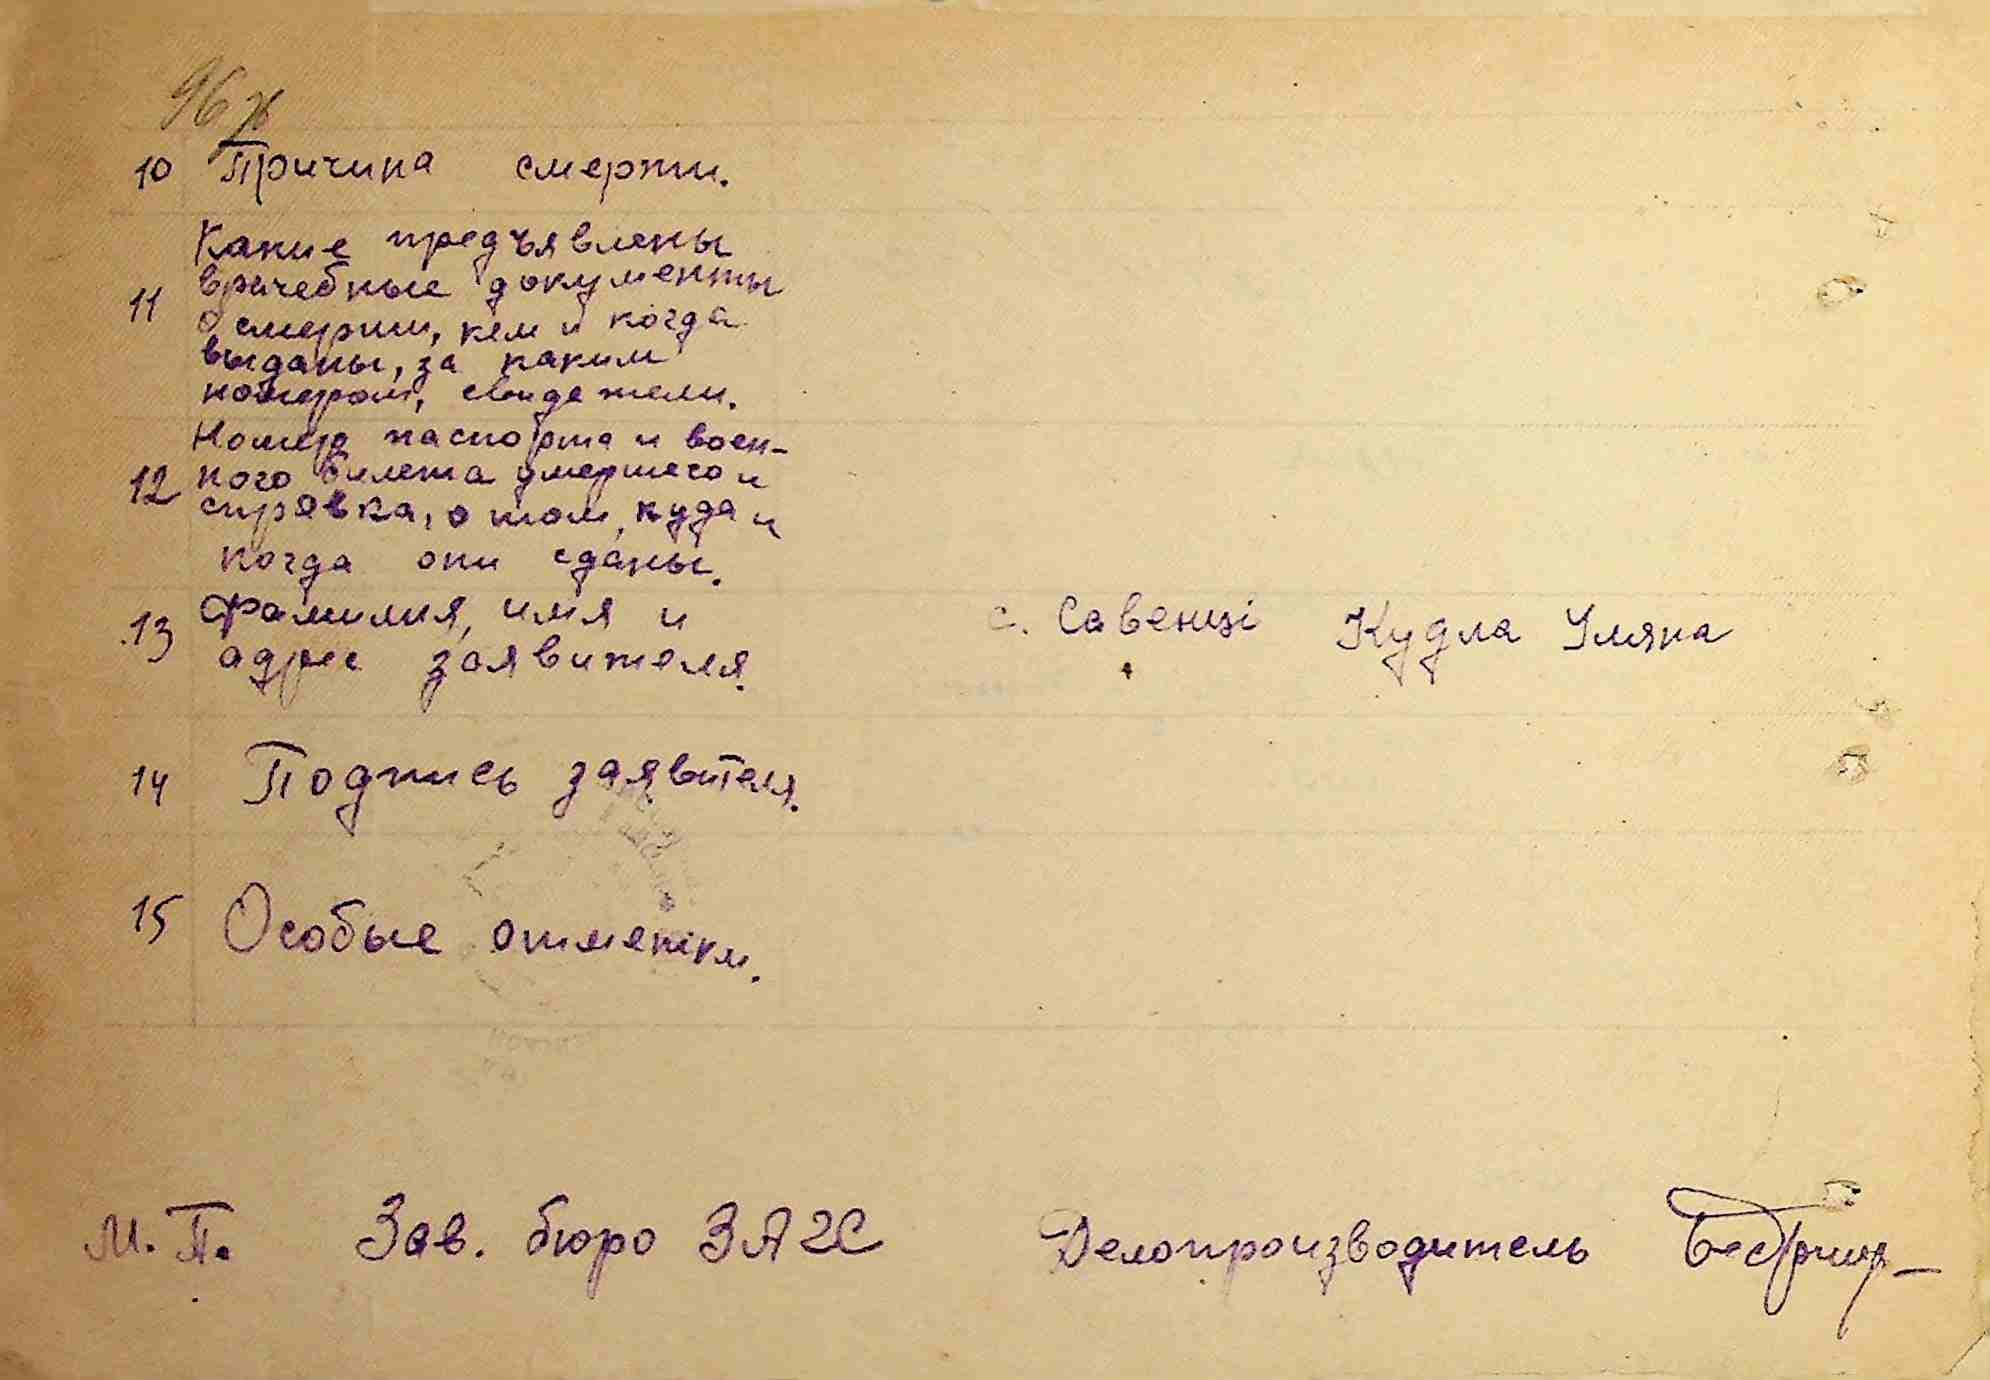 96
10 Причина смерти.
Какие предъявлены
врачебные документы
11 о смерти, кем и когда
выданы, за каким
номером, свидетели.
Номер паспорта и воен-
12 ного билета умершего и
справка, о том, куда и
когда они сданы.
13 Фамилия, имя и
адрес заявителя.
с. Савенці Кудла Уляна
14 Подпись заявителя.
15 Особые отметки.
М. П. Зав. бюро ЗАГС Делопроизводитель